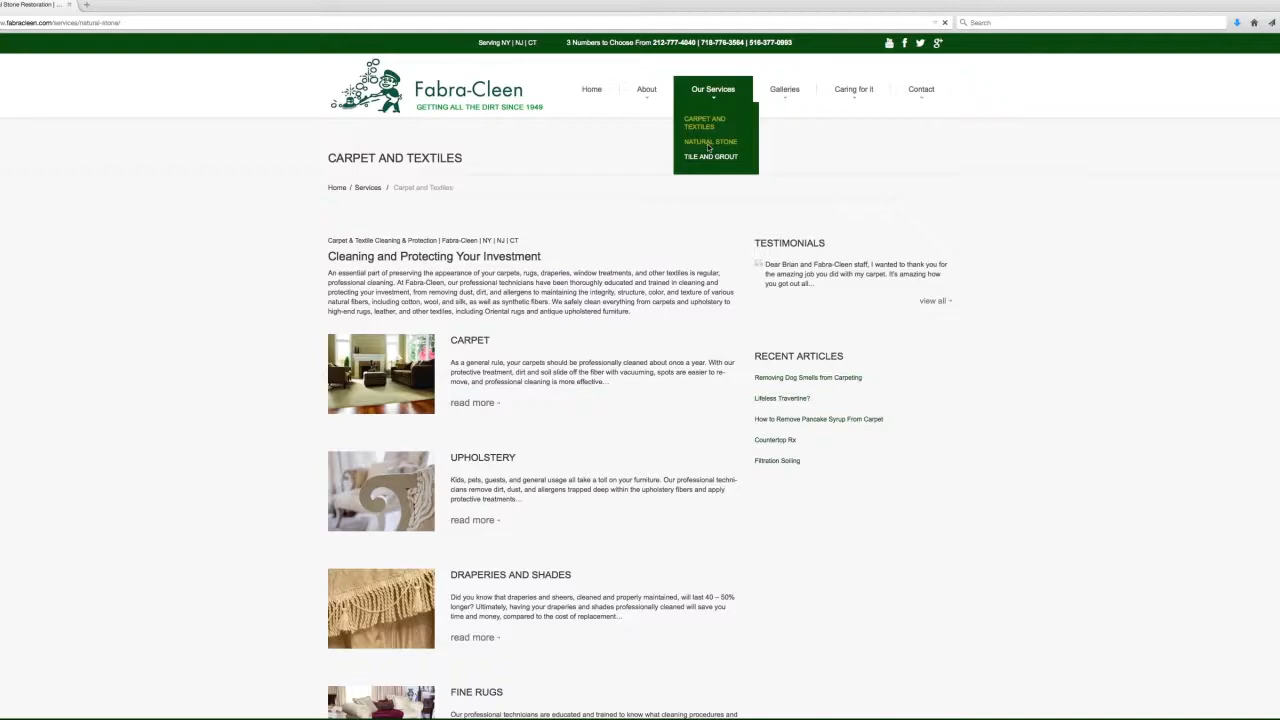 l Stone Restoration | ...
w.fabracleen.com/services/natural-stone/
Search
Serving NY | NJ | CT
3 Numbers to Choose From 212-777-4040 | 718-776-3564 | 516-377-0993
Fabra-Cleen
GETTING ALL THE DIRT SINCE 1949
Home
About
Our Services
Galleries
Caring for it
Contact
CARPET AND
TEXTILES
NATURAL STONE
TILE AND GROUT
CARPET AND TEXTILES
Home / Services / Carpet and Textiles
Carpet & Textile Cleaning & Protection | Fabra-Cleen | NY | NJ | CT
Cleaning and Protecting Your Investment
An essential part of preserving the appearance of your carpets, rugs, draperies, window treatments, and other textiles is regular,
professional cleaning. At Fabra-Cleen, our professional technicians have been thoroughly educated and trained in cleaning and
protecting your investment, from removing dust, dirt, and allergens to maintaining the integrity, structure, color, and texture of various
natural fibers, including cotton, wool, and silk, as well as synthetic fibers. We safely clean everything from carpets and upholstery to
high-end rugs, leather, and other textiles, including Oriental rugs and antique upholstered furniture.
CARPET
As a general rule, your carpets should be professionally cleaned about once a year. With our
protective treatment, dirt and soil slide off the fiber with vacuuming, spots are easier to re-
move, and professional cleaning is more effective…
read more
UPHOLSTERY
Kids, pets, guests, and general usage all take a toll on your furniture. Our professional techni-
cians remove dirt, dust, and allergens trapped deep within the upholstery fibers and apply
protective treatments…
read more
DRAPERIES AND SHADES
Did you know that draperies and sheers, cleaned and properly maintained, will last 40 – 50%
longer? Ultimately, having your draperies and shades professionally cleaned will save you
time and money, compared to the cost of replacement…
read more
FINE RUGS
Our professional technicians are educated and trained to know what cleaning procedures and
TESTIMONIALS
Dear Brian and Fabra-Cleen staff, I wanted to thank you for
the amazing job you did with my carpet. It's amazing how
you got out all...
view all
RECENT ARTICLES
Removing Dog Smells from Carpeting
Lifeless Travertine?
How to Remove Pancake Syrup From Carpet
Countertop Rx
Filtration Soiling